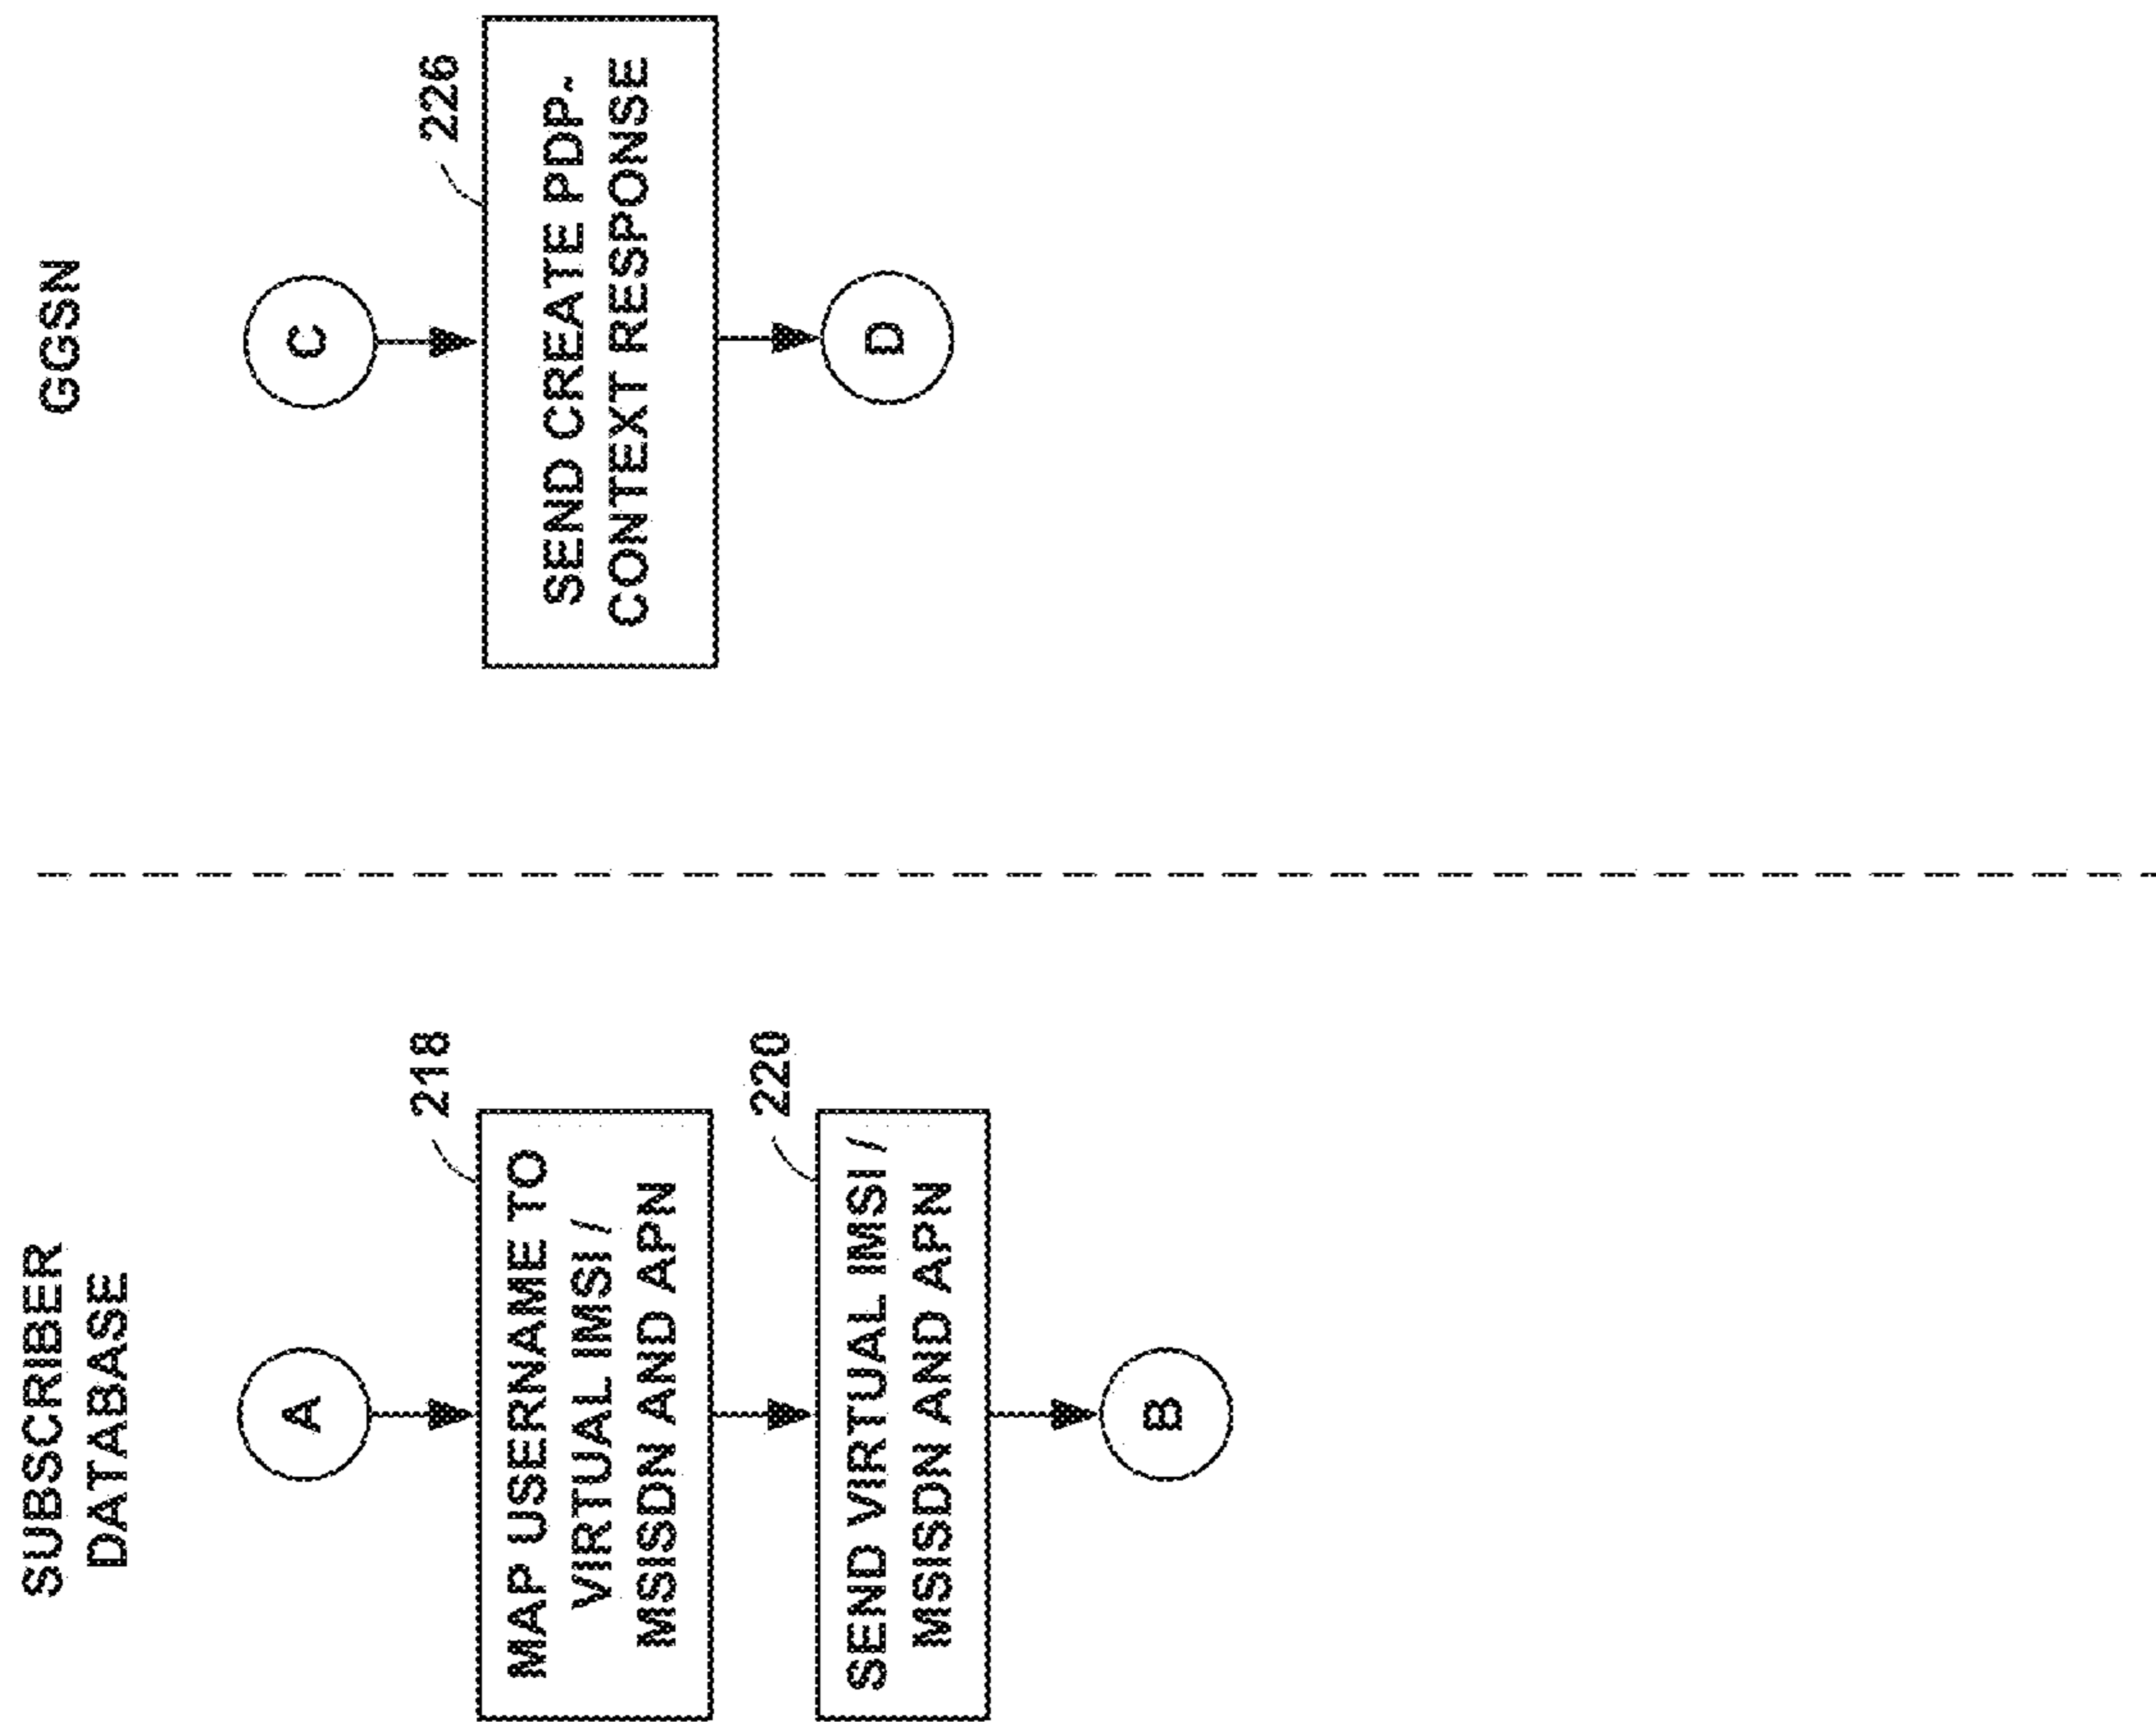 SUBSCRIBER
DATABASE
A
218
MAP USERNAME TO
VIRTUAL IMSI /
MSISDN AND APN
220
SEND VIRTUAL IMSI /
MSISDN AND APN
B
GGSN
C
226
SEND CREATE PDP-
CONTEXT RESPONSE
D